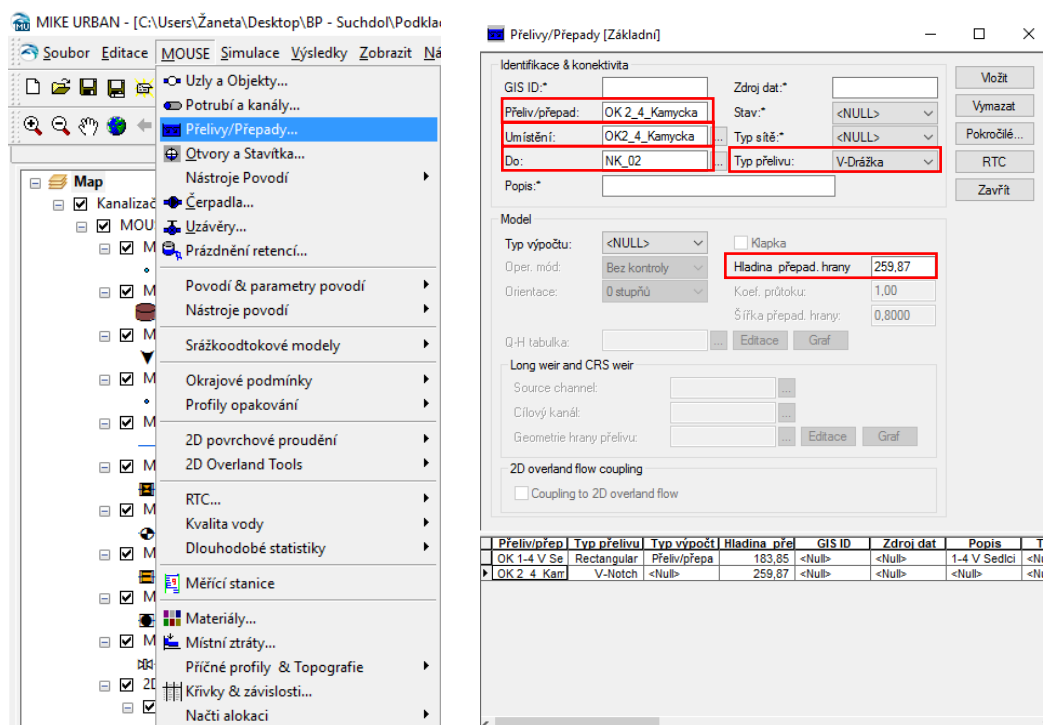 MIKE URBAN - [C:\Users\Žaneta\Desktop\BP - Suchdol\Podklad
Soubor Editace MOUSE Simulace Výsledky Zobrazit Ná
Map
Kanalizač
MOU
M
M
M
M
M
M
M
M
M
M
2D
Uzly a Objekty...
Potrubí a kanály...
Přelivy/Přepady...
Otvory a Stavítka...
Nástroje Povodí
Čerpadla...
Uzávěry...
Prázdnění retencí...
Povodí & parametry povodí
Nástroje povodí
Srážkoodtokové modely
Okrajové podmínky
Profily opakování
2D povrchové proudění
2D Overland Tools
RTC...
Kvalita vody
Dlouhodobé statistiky
Měřící stanice
Materiály...
Místní ztráty...
Příčné profily & Topografie
Křivky & závislosti...
Načti alokaci
Přelivy/Přepady [Základní]
Identifikace & konektivita
GIS ID:* Zdroj dat:*
Přeliv/přepad: OK 2_4_Kamycka Stav:* <NULL>
Umístění: OK2_4_Kamycka ... Typ sítě:* <NULL>
Do: NK_02 ... Typ přelivu: V-Drážka
Popis:*
Vložit
Vymazat
Pokročilé...
RTC
Zavřít
Model
Typ výpočtu: <NULL> Klapka
Oper. mód: Bez kontroly Hladina přepad. hrany 259,87
Orientace: 0 stupňů Koef. průtoku: 1,00
Šířka přepad. hrany: 0,8000
Q-H tabulka: ... Editace Graf
Long weir and CRS weir
Source channel: ...
Cílový kanál: ...
Geometrie hrany přelivu: ... Editace Graf
2D overland flow coupling
Coupling to 2D overland flow
Přeliv/přep Typ přelivu Typ výpočt Hladina pře GIS ID Zdroj dat Popis T
OK 1-4 V Se Rectangular Přeliv/přepa 183,85 <Null> <Null> 1-4 V Sedlci <Nu
OK 2_4_Kam V-Notch <Null> 259,87 <Null> <Null> <Null> <Nu